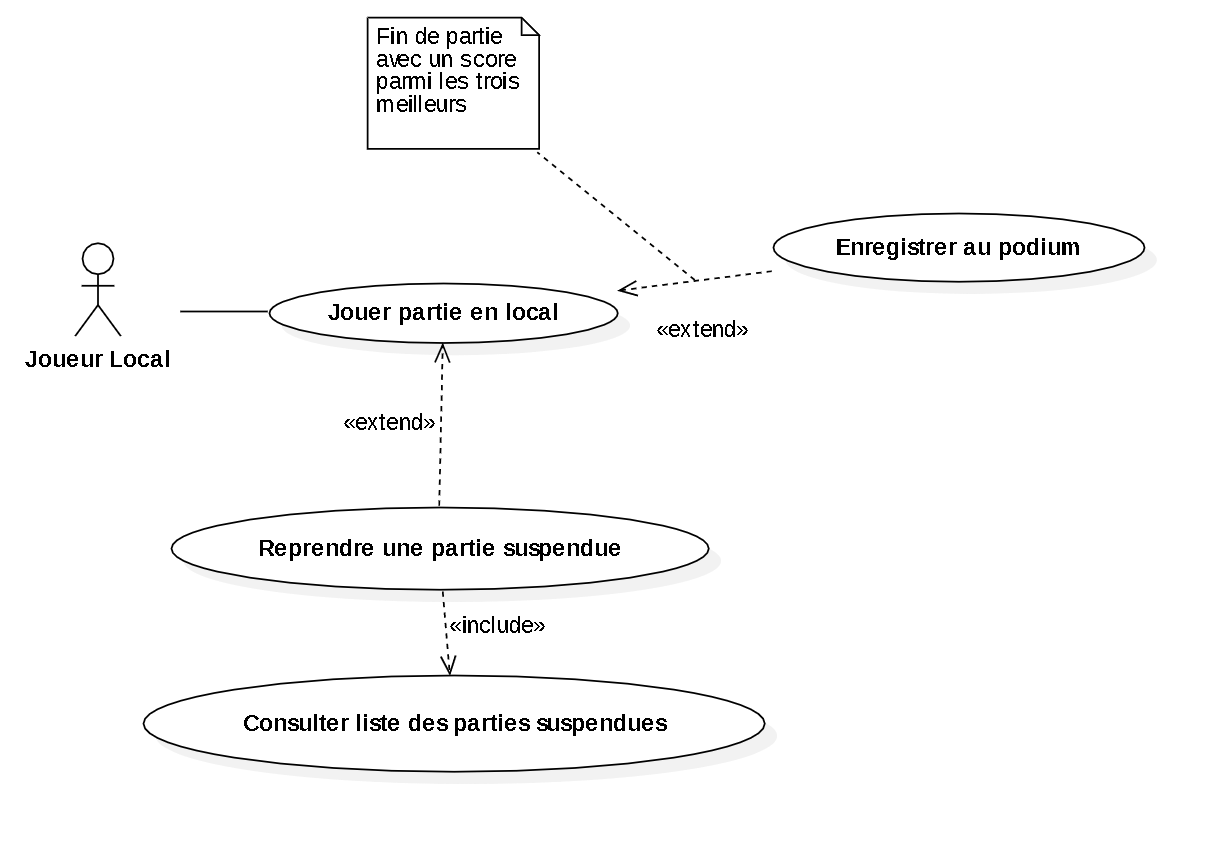 Fin de partie
avec un score
parmi les trois
meilleurs
Enregistrer au podium
Jouer partie en local
«extend»
Joueur Local
«extend»
Reprendre une partie suspendue
«include»
Consulter liste des parties suspendues